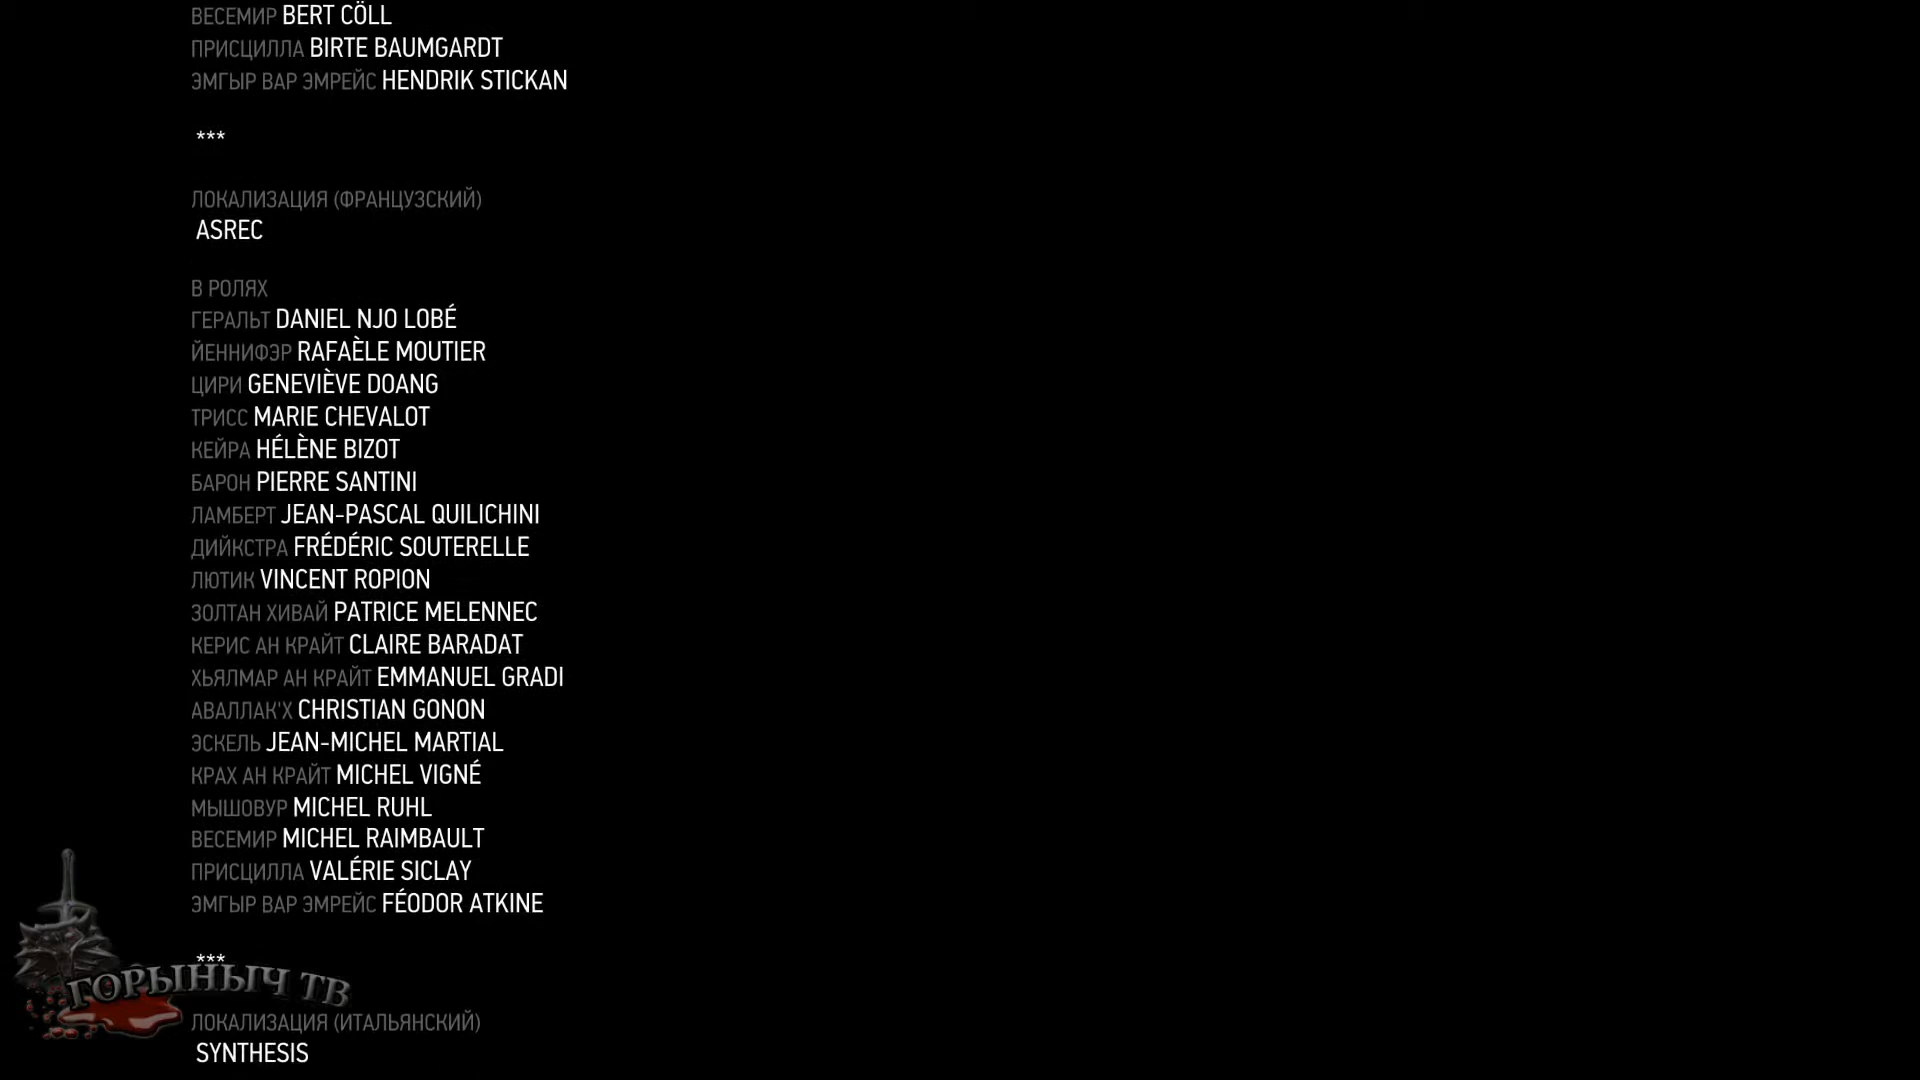 ВЕСЕМИР BERT CÖLL
ПРИСЦИЛЛА BIRTE BAUMGARDT
ЭМГЫР ВАР ЭМРЕЙС HENDRIK STICKAN
***
ЛОКАЛИЗАЦИЯ (ФРАНЦУЗСКИЙ)
ASREC
В РОЛЯХ
ГЕРАЛЬТ DANIEL NJO LOBÉ
ЙЕННИФЭР RAFAÈLE MOUTIER
ЦИРИ GENEVIÈVE DOANG
ТРИСС MARIE CHEVALOT
КЕЙРА HÉLÈNE BIZOT
БАРОН PIERRE SANTINI
ЛАМБЕРТ JEAN-PASCAL QUILICHINI
ДИЙКСТРА FRÉDÉRIC SOUTERELLE
ЛЮТИК VINCENT ROPION
ЗОЛТАН ХИВАЙ PATRICE MELENNEC
КЕРИС АН КРАЙТ CLAIRE BARADAT
ХЬЯЛМАР АН КРАЙТ EMMANUEL GRADI
АВАЛЛАК'Х CHRISTIAN GONON
ЭСКЕЛЬ JEAN-MICHEL MARTIAL
КРАХ АН КРАЙТ MICHEL VIGNÉ
МЫШОВУР MICHEL RUHL
ВЕСЕМИР MICHEL RAIMBAULT
ПРИСЦИЛЛА VALÉRIE SICLAY
ЭМГЫР ВАР ЭМРЕЙС FÉODOR ATKINE
***
ГОРЫНЫЧ ТВ
ЛОКАЛИЗАЦИЯ (ИТАЛЬЯНСКИЙ)
SYNTHESIS